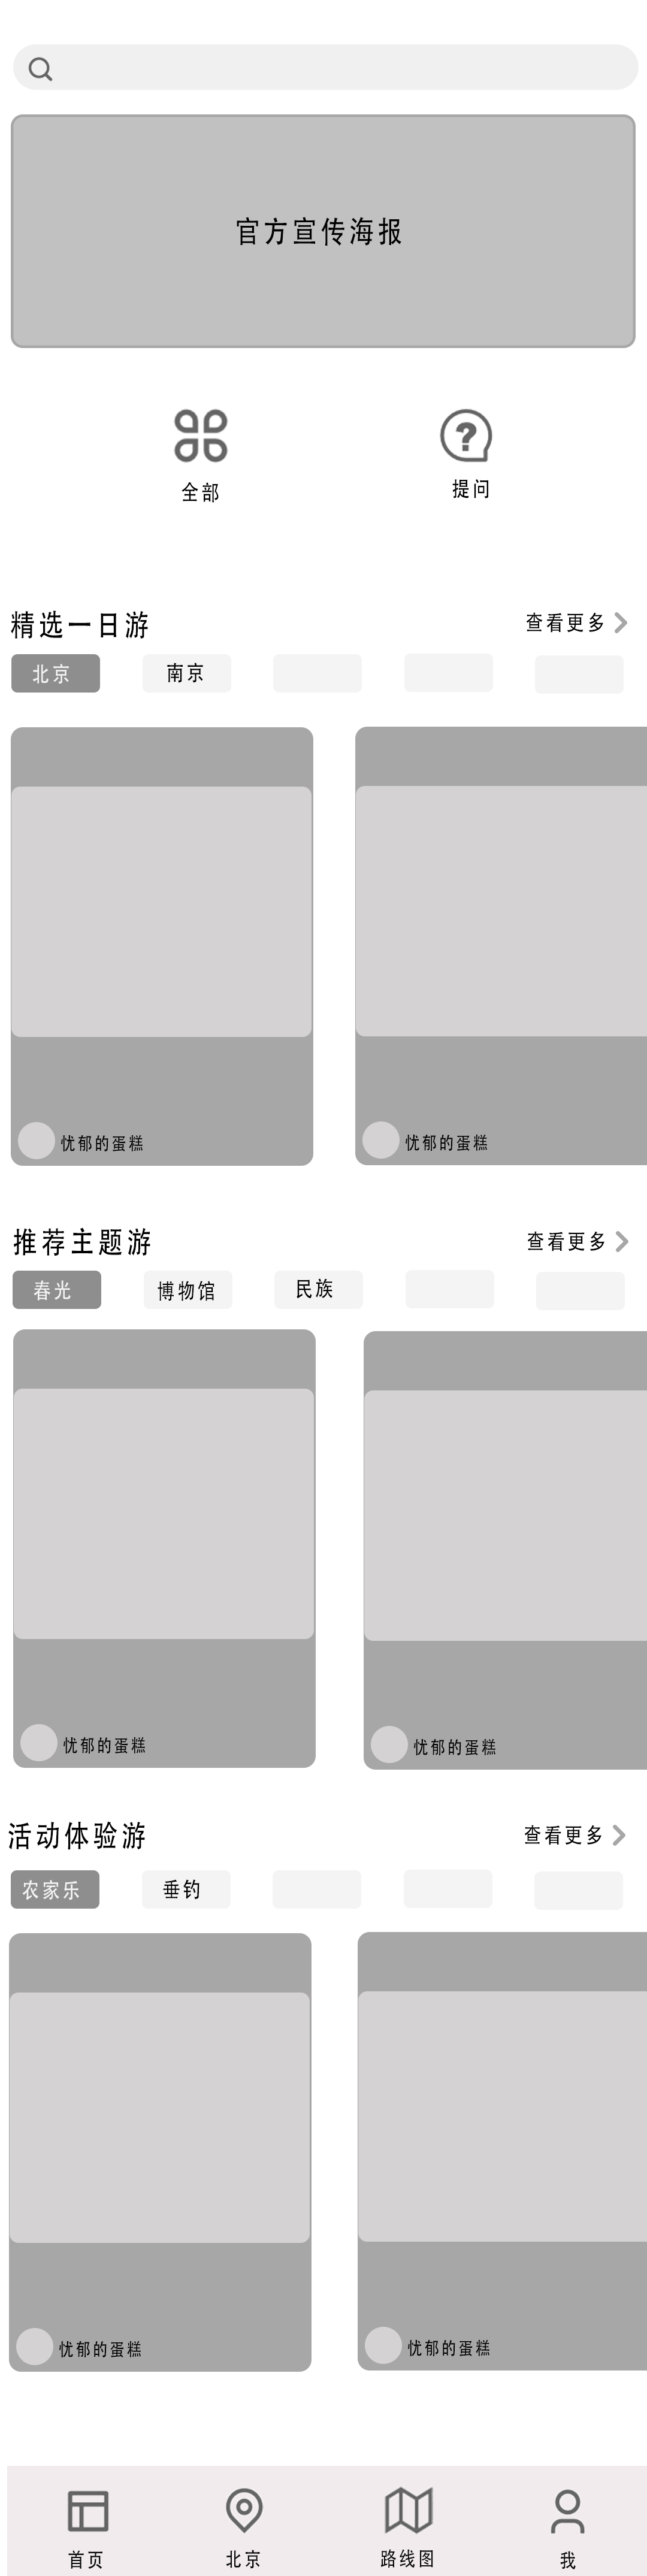 官方宣传海报
全部
提问
精选一日游
查看更多
北京
南京
忧郁的蛋糕
忧郁的蛋糕
推荐主题游
查看更多
春光
博物馆
民族
忧郁的蛋糕
忧郁的蛋糕
活动体验游
查看更多
农家乐
垂钓
忧郁的蛋糕
忧郁的蛋糕
首页
北京
路线图
我